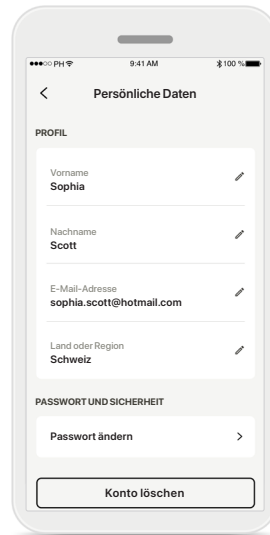 PH 9:41 AM 100 %
Persönliche Daten
PROFIL
Vorname
Sophia
Nachname
Scott
E-Mail-Adresse
sophia.scott@hotmail.com
Land oder Region
Schweiz
PASSWORT UND SICHERHEIT
Passwort ändern
Konto löschen